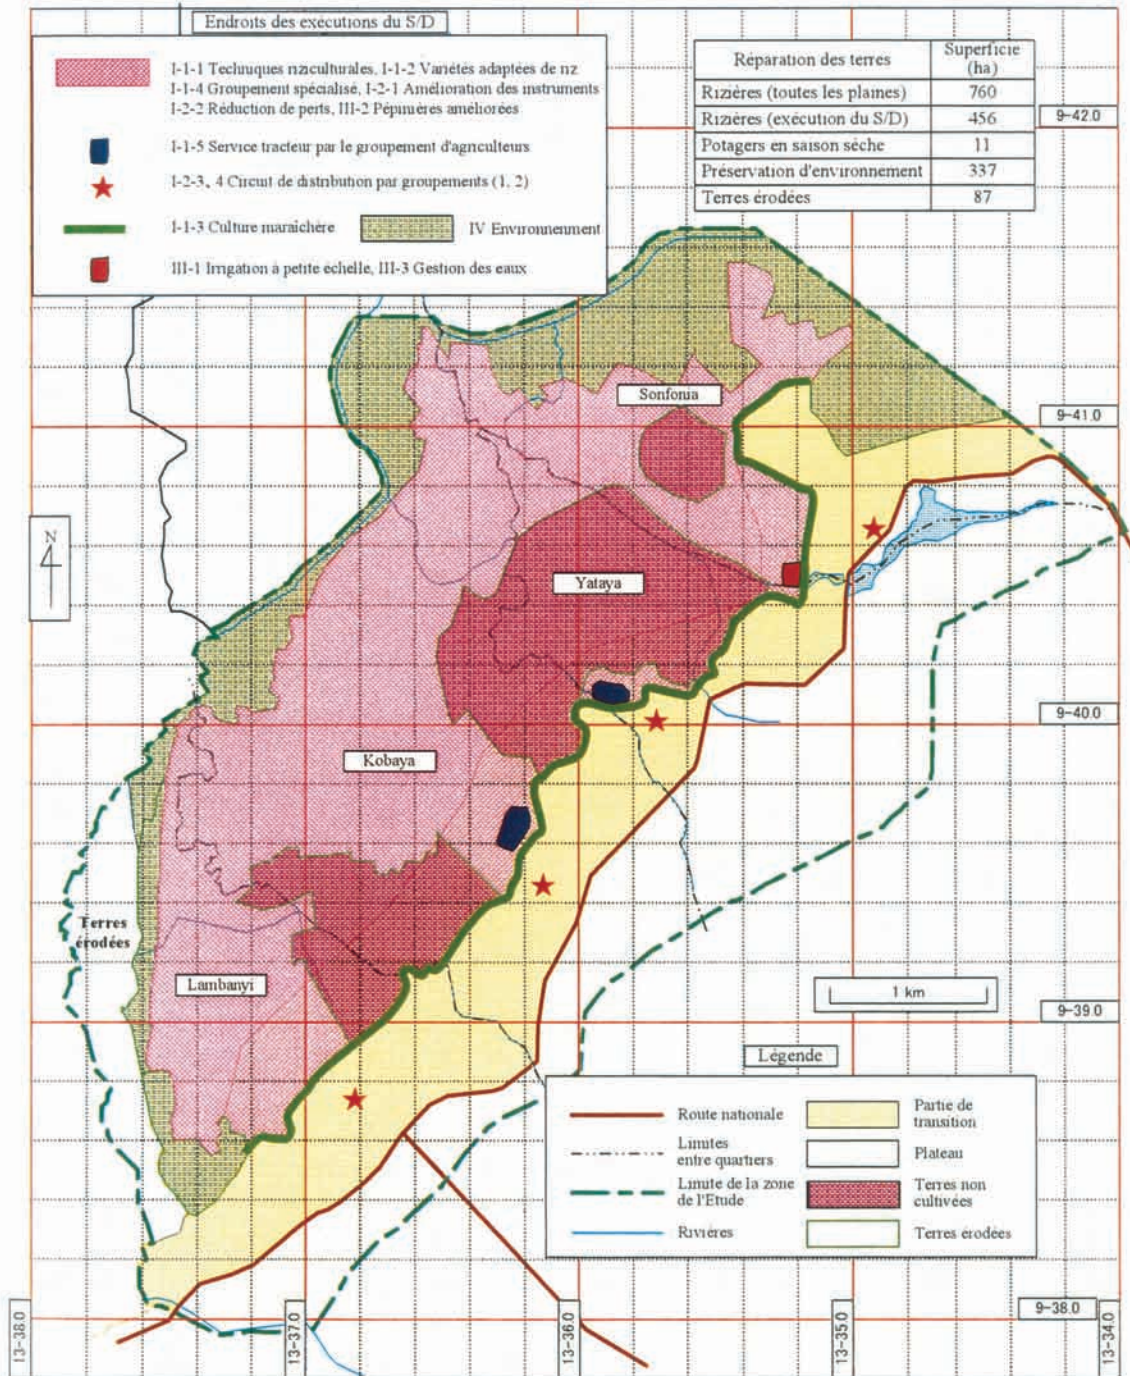 Endroits des exécutions du S/D
I-1-1 Techniques riziculturales, I-1-2 Variétés adaptées de riz
I-1-4 Groupement spécialisé, I-2-1 Amélioration des instruments
I-2-2 Réduction de perts, III-2 Pépinières améliorées
I-1-5 Service tracteur par le groupement d'agriculteurs
I-2-3, 4 Circuit de distribution par groupements (1, 2)
I-1-3 Culture maraîchère
IV Environnenment
III-1 Irrigation à petite échelle, III-3 Gestion des eaux
Réparation des terres Superficie (ha)
Rizières (toutes les plaines) 760
Rizières (exécution du S/D) 456
Potagers en saison sèche 11
Préservation d'environnement 337
Terres érodées 87
9-42.0
Sonfonia
9-41.0
N
Yataya
9-40.0
Kobaya
Terres
érodées
Lambanyi
1 km
9-39.0
Légende
Route nationale
Limites
entre quartiers
Limite de la zone
de l'Etude
Rivières
Partie de
transition
Plateau
Terres non
cultivées
Terres érodées
9-38.0
13-38.0
13-37.0
13-36.0
13-35.0
13-34.0